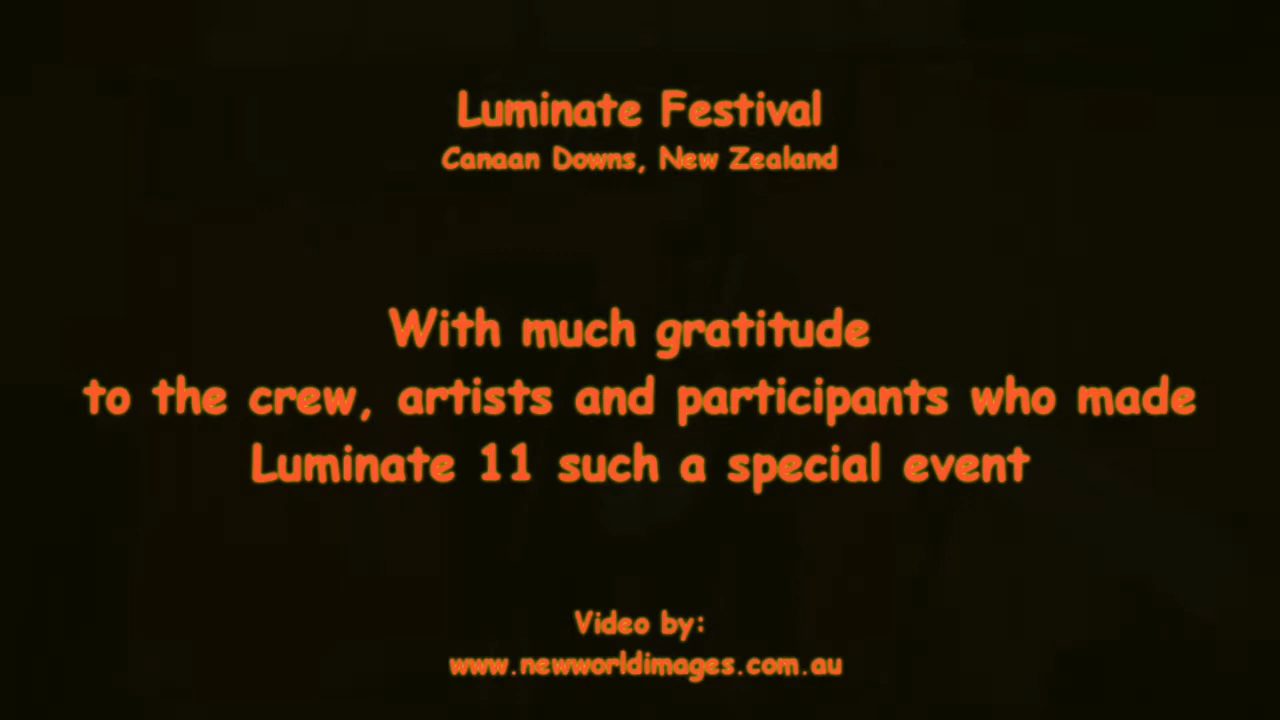 Luminate Festival
Canaan Downs, New Zealand
With much gratitude
to the crew, artists and participants who made
Luminate 11 such a special event
Video by:
www.newworldimages.com.au